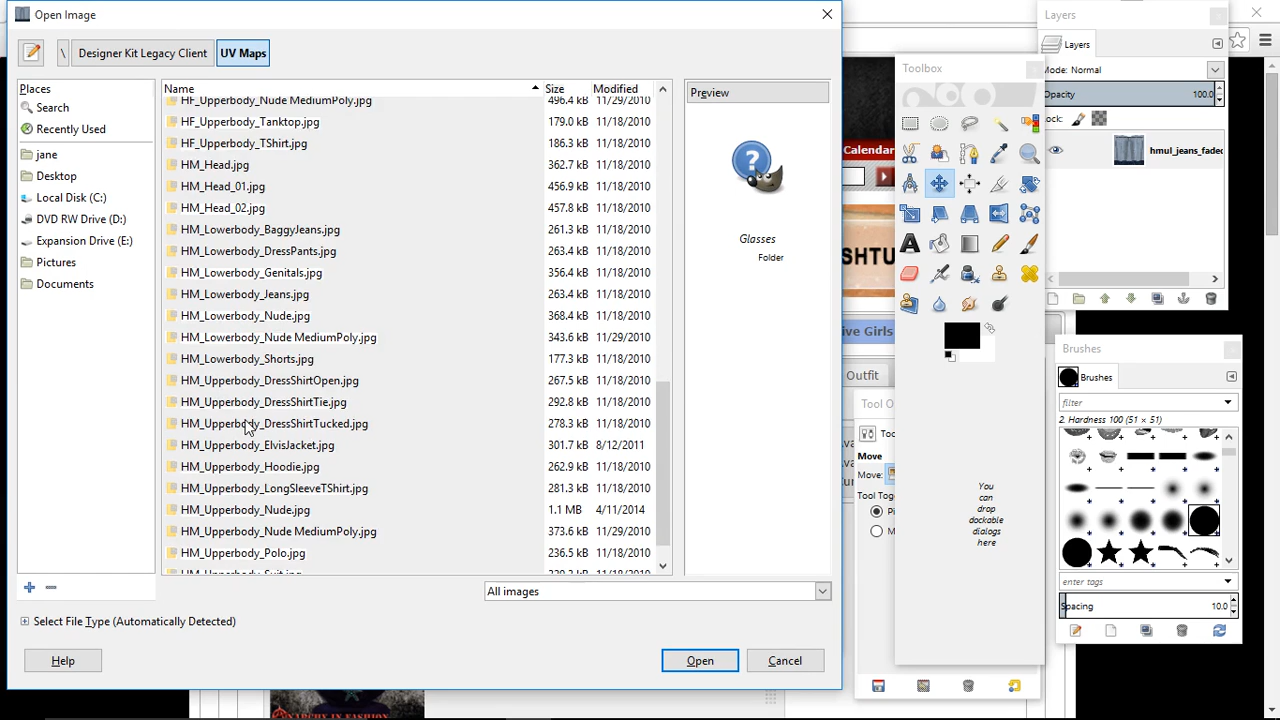 Open Image
\ Designer Kit Legacy Client UV Maps
Places
Search
Recently Used
jane
Desktop
Local Disk (C:)
DVD RW Drive (D:)
Expansion Drive (E:)
Pictures
Documents
Name Size Modified
HF_Upperbody_Nude MediumPoly.jpg 496.4 kB 11/29/2010
HF_Upperbody_Tanktop.jpg 179.0 kB 11/18/2010
HF_Upperbody_TShirt.jpg 186.3 kB 11/18/2010
HM_Head.jpg 362.7 kB 11/18/2010
HM_Head_01.jpg 456.9 kB 11/18/2010
HM_Head_02.jpg 457.8 kB 11/18/2010
HM_Lowerbody_BaggyJeans.jpg 261.3 kB 11/18/2010
HM_Lowerbody_DressPants.jpg 263.4 kB 11/18/2010
HM_Lowerbody_Genitals.jpg 356.4 kB 11/18/2010
HM_Lowerbody_Jeans.jpg 263.4 kB 11/18/2010
HM_Lowerbody_Nude.jpg 368.4 kB 11/18/2010
HM_Lowerbody_Nude MediumPoly.jpg 343.6 kB 11/29/2010
HM_Lowerbody_Shorts.jpg 177.3 kB 11/18/2010
HM_Upperbody_DressShirtOpen.jpg 267.5 kB 11/18/2010
HM_Upperbody_DressShirtTie.jpg 292.8 kB 11/18/2010
HM_Upperbody_DressShirtTucked.jpg 278.3 kB 11/18/2010
HM_Upperbody_ElvisJacket.jpg 301.7 kB 8/12/2011
HM_Upperbody_Hoodie.jpg 262.9 kB 11/18/2010
HM_Upperbody_LongSleeveTShirt.jpg 281.3 kB 11/18/2010
HM_Upperbody_Nude.jpg 1.1 MB 4/11/2014
HM_Upperbody_Nude MediumPoly.jpg 373.6 kB 11/29/2010
HM_Upperbody_Polo.jpg 236.5 kB 11/18/2010
Preview
Glasses
Folder
All images
Select File Type (Automatically Detected)
Help
Open
Cancel
Calendar
ive Girls
Outfit
Toolbox
Tool O
Move
Move:
Tool Tog
You
can
drop
dockable
dialogs
here
Layers
Layers
Mode: Normal
Opacity 100.0
ock:
hmul_jeans_faded
Brushes
Brushes
filter
2. Hardness 100 (51 × 51)
enter tags
Spacing 10.0